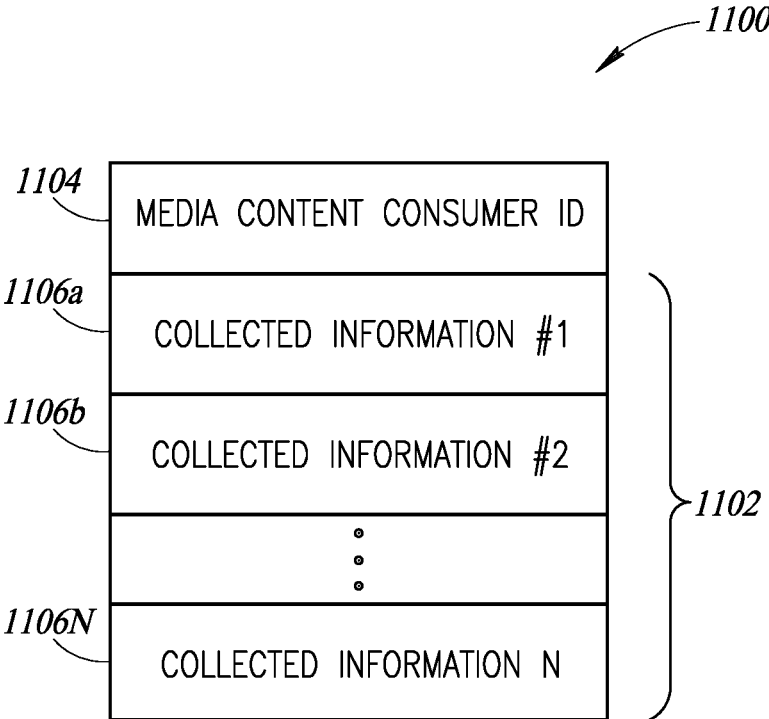 1100
1104
MEDIA CONTENT CONSUMER ID
1106a
COLLECTED INFORMATION #1
1106b
COLLECTED INFORMATION #2
1102
1106N
COLLECTED INFORMATION N